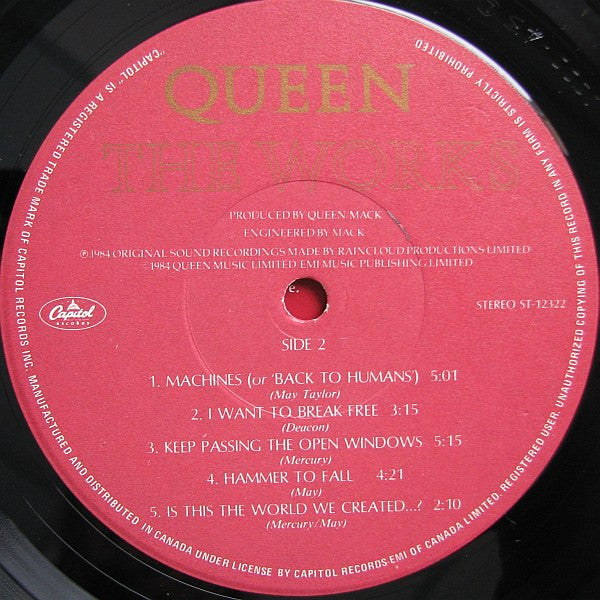 QUEEN
THE WORKS
PRODUCED BY QUEEN MACK
ENGINEERED BY MACK
℗ 1984 ORIGINAL SOUND RECORDINGS MADE BY RAINCLOUD PRODUCTIONS LIMITED
©1984 QUEEN MUSIC LIMITED EMI MUSIC PUBLISHING LIMITED
Capitol
RECORDS
STEREO ST-12322
SIDE 2
1. MACHINES (or 'BACK TO HUMANS') 5:01
(May Taylor)
2. I WANT TO BREAK FREE 3:15
(Deacon)
3. KEEP PASSING THE OPEN WINDOWS 5:15
(Mercury)
4. HAMMER TO FALL 4:21
(May)
5. IS THIS THE WORLD WE CREATED...? 2:10
(Mercury/May)
"CAPITOL" IS A REGISTERED TRADE MARK OF CAPITOL RECORDS INC. MANUFACTURED AND DISTRIBUTED IN CANADA UNDER LICENSE BY CAPITOL RECORDS-EMI OF CANADA LIMITED. REGISTERED USER. UNAUTHORIZED COPYING OF THIS RECORD IN ANY FORM IS STRICTLY PROHIBITED